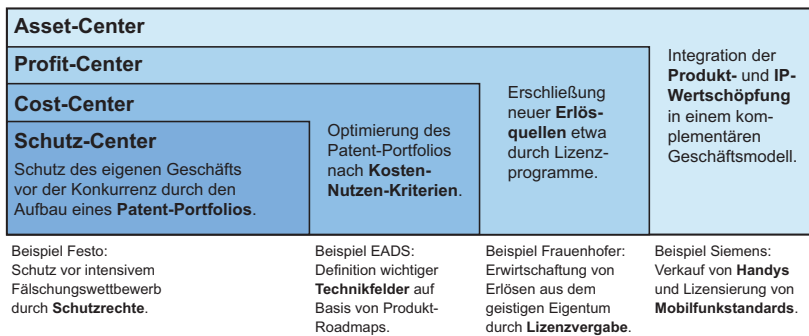 Asset-Center
Profit-Center
Cost-Center
Schutz-Center
Schutz des eigenen Geschäfts
vor der Konkurrenz durch den
Aufbau eines Patent-Portfolios.
Optimierung des
Patent-Portfolios
nach Kosten-
Nutzen-Kriterien.
Erschließung
neuer Erlös-
quellen etwa
durch Lizenz-
programme.
Integration der
Produkt- und IP-
Wertschöpfung
in einem kom-
plementären
Geschäftsmodell.
Beispiel Festo:
Schutz vor intensivem
Fälschungswettbewerb
durch Schutzrechte.
Beispiel EADS:
Definition wichtiger
Technikfelder auf
Basis von Produkt-
Roadmaps.
Beispiel Frauenhofer:
Erwirtschaftung von
Erlösen aus dem
geistigen Eigentum
durch Lizenzvergabe.
Beispiel Siemens:
Verkauf von Handys
und Lizensierung von
Mobilfunkstandards.